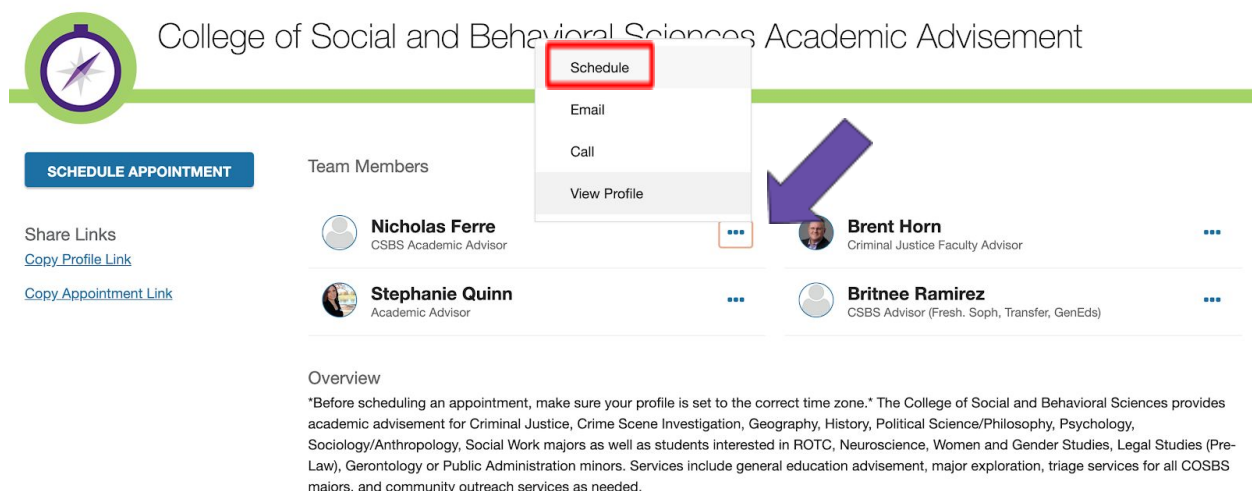 College of Social and Behavioral Sciences Academic Advisement
Schedule
Email
Call
View Profile
SCHEDULE APPOINTMENT
Share Links
Copy Profile Link
Copy Appointment Link
Team Members
Nicholas Ferre
CSBS Academic Advisor
Brent Horn
Criminal Justice Faculty Advisor
Stephanie Quinn
Academic Advisor
Britnee Ramirez
CSBS Advisor (Fresh. Soph, Transfer, GenEds)
Overview
*Before scheduling an appointment, make sure your profile is set to the correct time zone.* The College of Social and Behavioral Sciences provides
academic advisement for Criminal Justice, Crime Scene Investigation, Geography, History, Political Science/Philosophy, Psychology,
Sociology/Anthropology, Social Work majors as well as students interested in ROTC, Neuroscience, Women and Gender Studies, Legal Studies (Pre-
Law), Gerontology or Public Administration minors. Services include general education advisement, major exploration, triage services for all COSBS
majors, and community outreach services as needed.